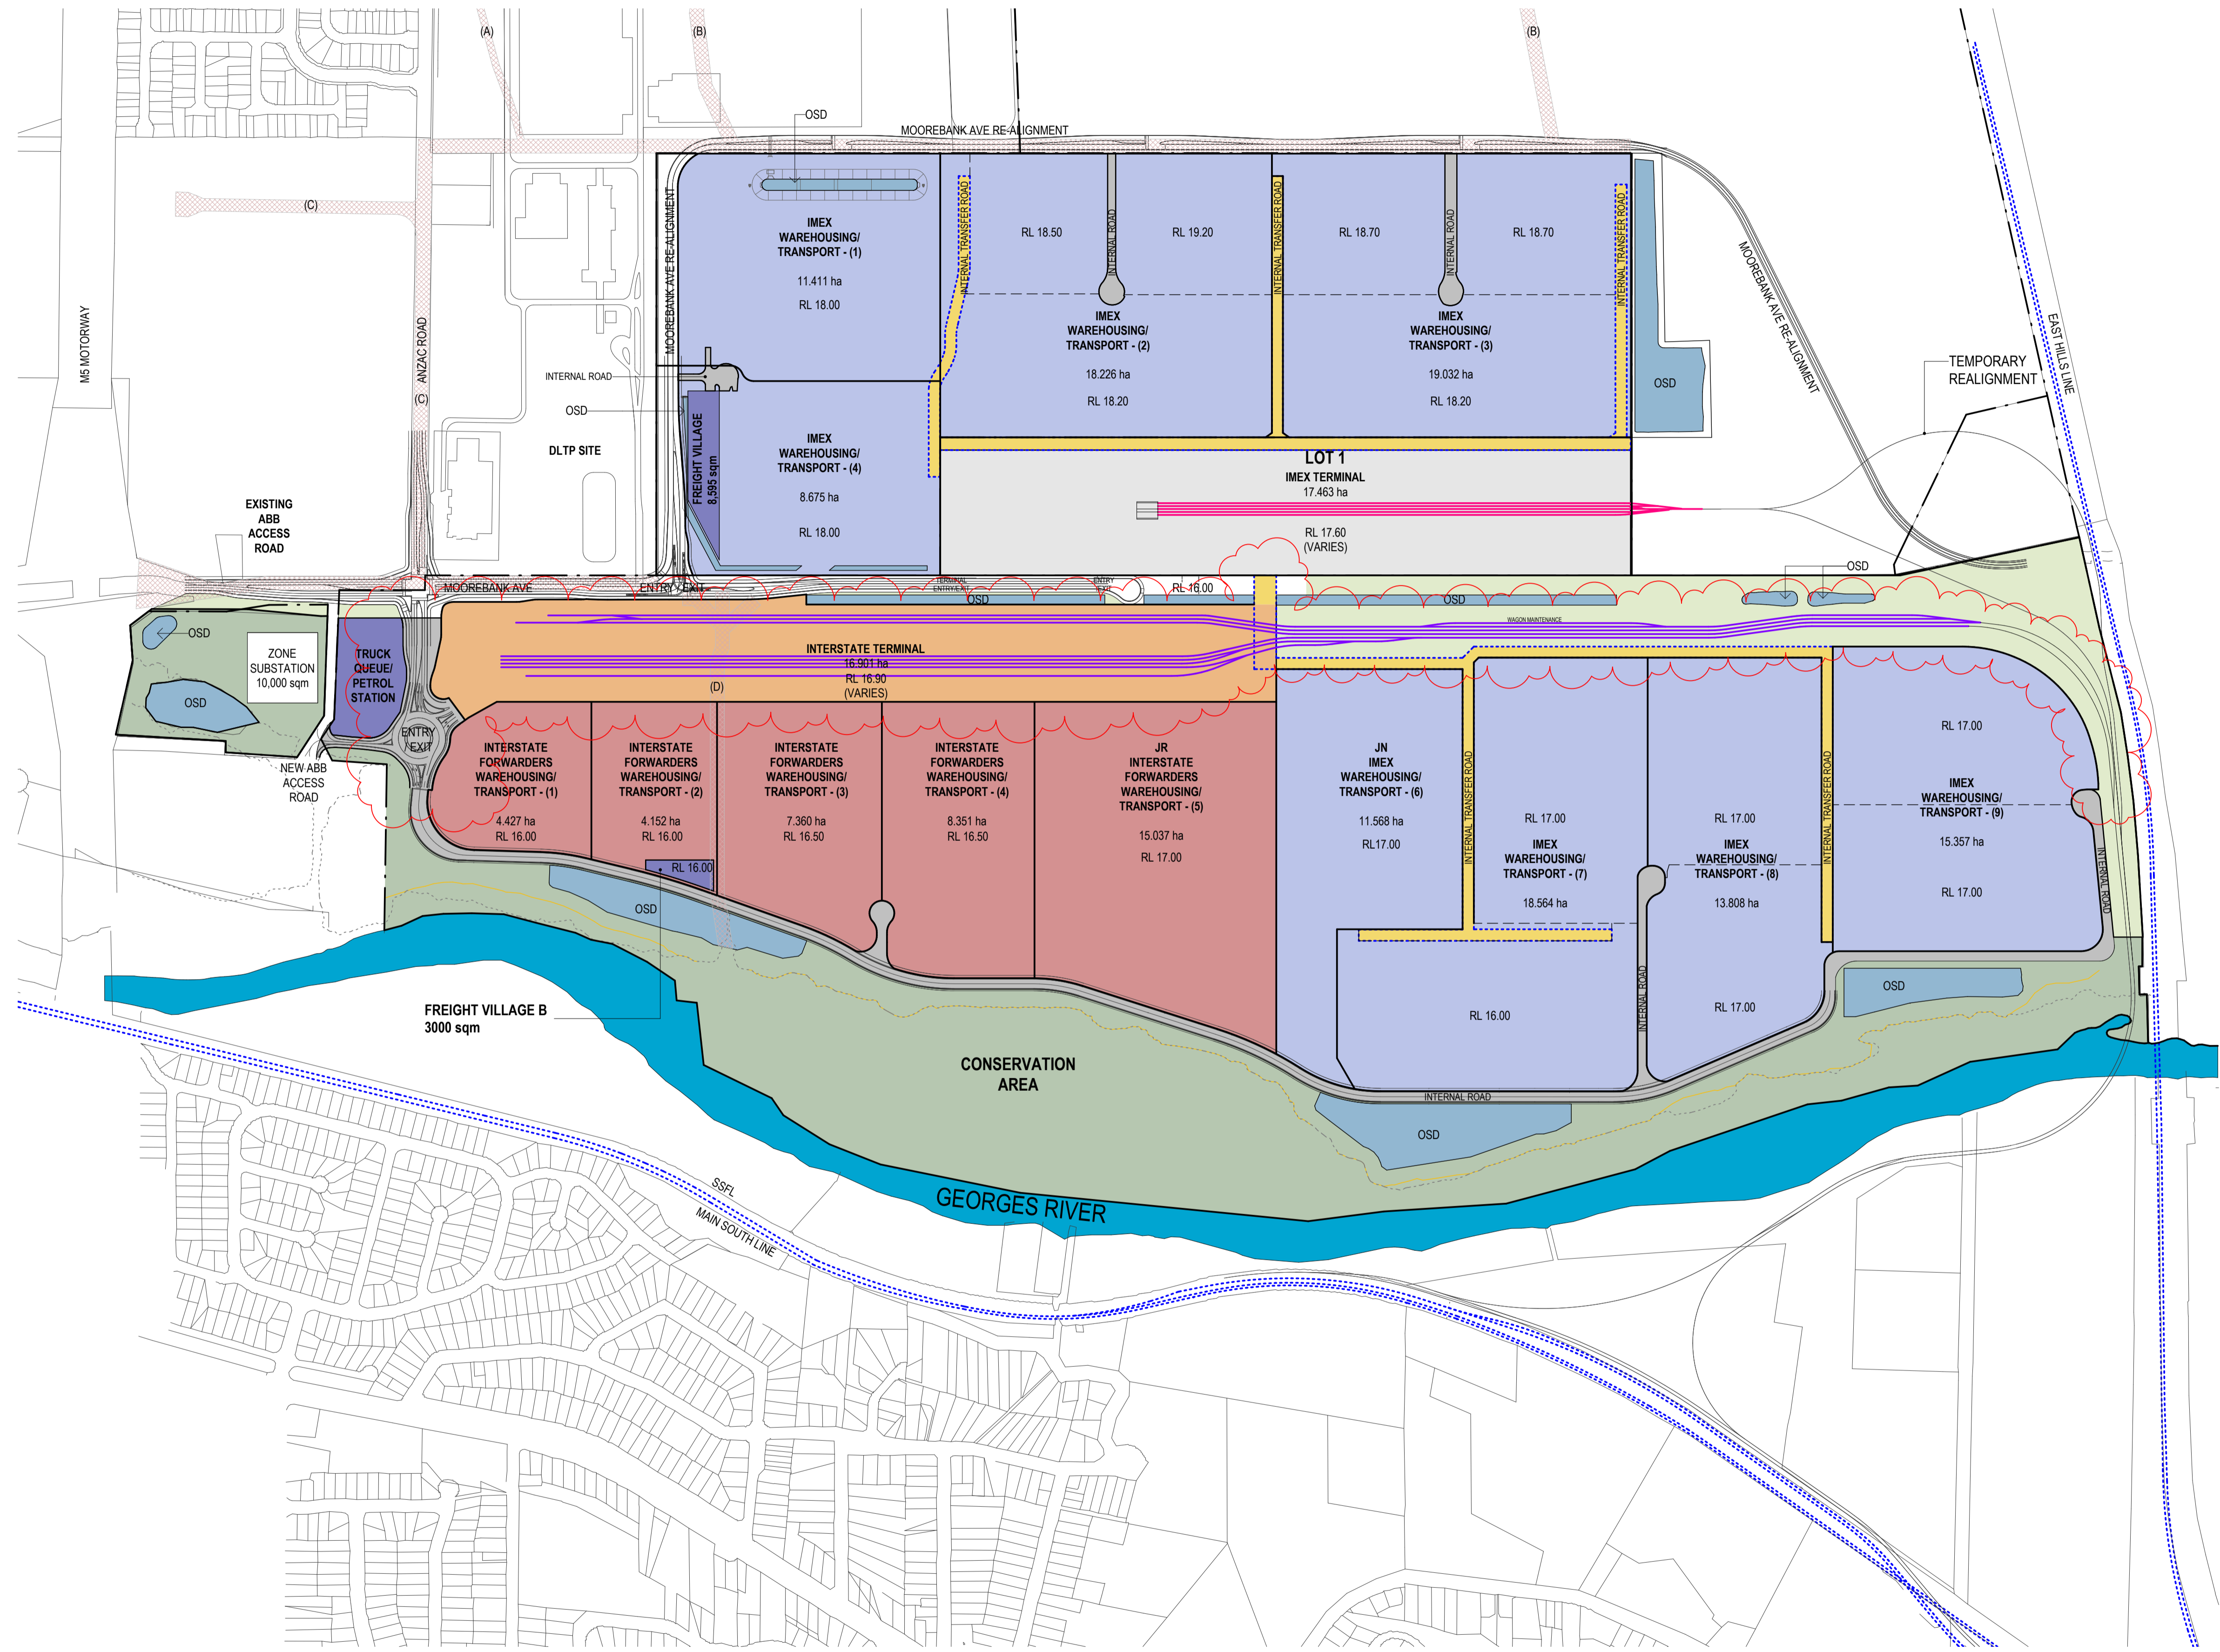 (A)
(B)
(B)
OSD
MOOREBANK AVE RE-ALIGNMENT
(C)
M5 MOTORWAY
ANZAC ROAD
(C)
MOOREBANK AVE RE-ALIGNMENT
IMEX
WAREHOUSING/
TRANSPORT - (1)
11.411 ha
RL 18.00
INTERNAL TRANSFER ROAD
RL 18.50
INTERNAL ROAD
RL 19.20
INTERNAL TRANSFER ROAD
RL 18.70
INTERNAL ROAD
RL 18.70
INTERNAL TRANSFER ROAD
MOOREBANK AVE RE-ALIGNMENT
EAST HILLS LINE
IMEX
WAREHOUSING/
TRANSPORT - (2)
18.226 ha
RL 18.20
IMEX
WAREHOUSING/
TRANSPORT - (3)
19.032 ha
RL 18.20
OSD
TEMPORARY
REALIGNMENT
INTERNAL ROAD
OSD
DLTP SITE
FREIGHT VILLAGE
8,595 sqm
IMEX
WAREHOUSING/
TRANSPORT - (4)
8.675 ha
RL 18.00
LOT 1
IMEX TERMINAL
17.463 ha
RL 17.60
(VARIES)
EXISTING
ABB
ACCESS
ROAD
MOOREBANK AVE
ENTRY / EXIT
TERMINAL
ENTRY/EXIT
ENTRY
/EXIT
RL 16.00
OSD
OSD
OSD
WAGON MAINTENANCE
OSD
OSD
ZONE
SUBSTATION
10,000 sqm
TRUCK
QUEUE/
PETROL
STATION
ENTRY
/ EXIT
NEW ABB
ACCESS
ROAD
INTERSTATE TERMINAL
16.901 ha
RL 16.90
(VARIES)
(D)
INTERSTATE
FORWARDERS
WAREHOUSING/
TRANSPORT - (1)
4.427 ha
RL 16.00
INTERSTATE
FORWARDERS
WAREHOUSING/
TRANSPORT - (2)
4.152 ha
RL 16.00
RL 16.00
INTERSTATE
FORWARDERS
WAREHOUSING/
TRANSPORT - (3)
7.360 ha
RL 16.50
INTERSTATE
FORWARDERS
WAREHOUSING/
TRANSPORT - (4)
8.351 ha
RL 16.50
JR
INTERSTATE
FORWARDERS
WAREHOUSING/
TRANSPORT - (5)
15.037 ha
RL 17.00
JN
IMEX
WAREHOUSING/
TRANSPORT - (6)
11.568 ha
RL17.00
INTERNAL TRANSFER ROAD
RL 17.00
IMEX
WAREHOUSING/
TRANSPORT - (7)
18.564 ha
RL 16.00
INTERNAL ROAD
RL 17.00
IMEX
WAREHOUSING/
TRANSPORT - (8)
13.808 ha
RL 17.00
INTERNAL TRANSFER ROAD
RL 17.00
IMEX
WAREHOUSING/
TRANSPORT - (9)
15.357 ha
RL 17.00
INTERNAL ROAD
OSD
OSD
FREIGHT VILLAGE B
3000 sqm
CONSERVATION
AREA
INTERNAL ROAD
OSD
GEORGES RIVER
SSFL
MAIN SOUTH LINE